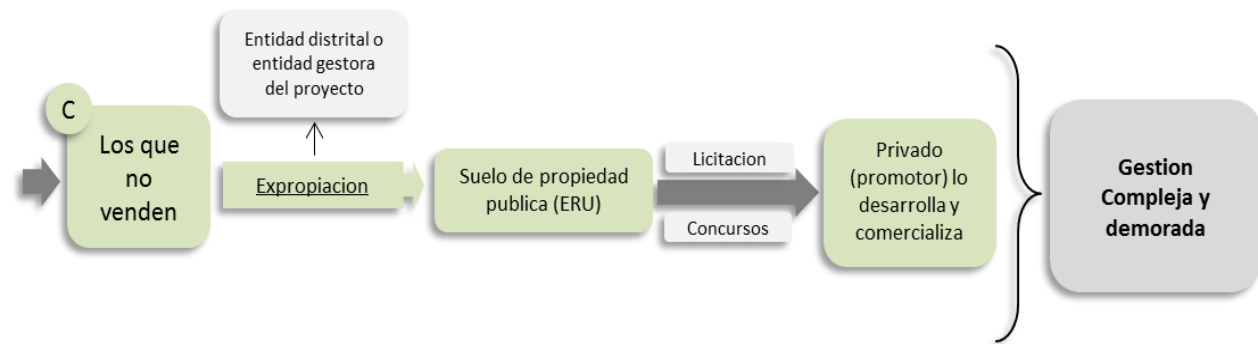 Entidad distrital o
entidad gestora
del proyecto
C
Los que
no
venden
Expropiacion
Suelo de propiedad
publica (ERU)
Licitacion
Concursos
Privado
(promotor) lo
desarrolla y
comercializa
Gestion
Compleja y
demorada